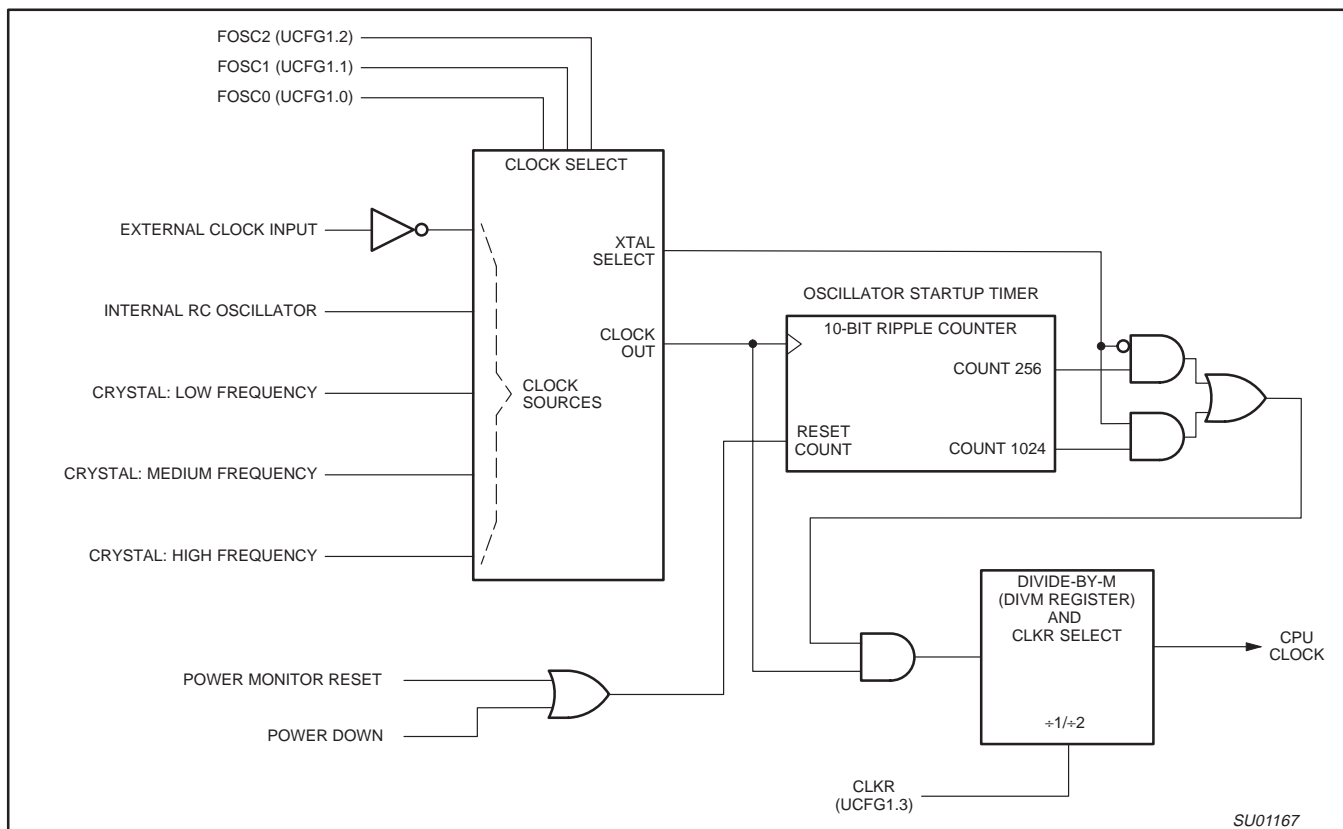 FOSC2 (UCFG1.2)
FOSC1 (UCFG1.1)
FOSC0 (UCFG1.0)
CLOCK SELECT
EXTERNAL CLOCK INPUT
XTAL
SELECT
INTERNAL RC OSCILLATOR
OSCILLATOR STARTUP TIMER
10-BIT RIPPLE COUNTER
CLOCK
OUT
COUNT 256
CRYSTAL: LOW FREQUENCY
CLOCK
SOURCES
RESET
COUNT
COUNT 1024
CRYSTAL: MEDIUM FREQUENCY
CRYSTAL: HIGH FREQUENCY
DIVIDE-BY-M
(DIVM REGISTER)
AND
CLKR SELECT
CPU
CLOCK
POWER MONITOR RESET
POWER DOWN
÷1/÷2
CLKR
(UCFG1.3)
SU01167